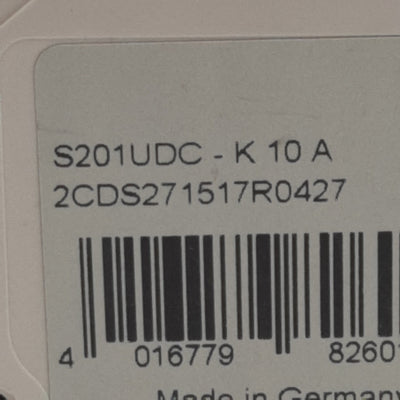 S201UDC - K 10 A
2CDS271517R0427
4 016779 8260
Made in Germany